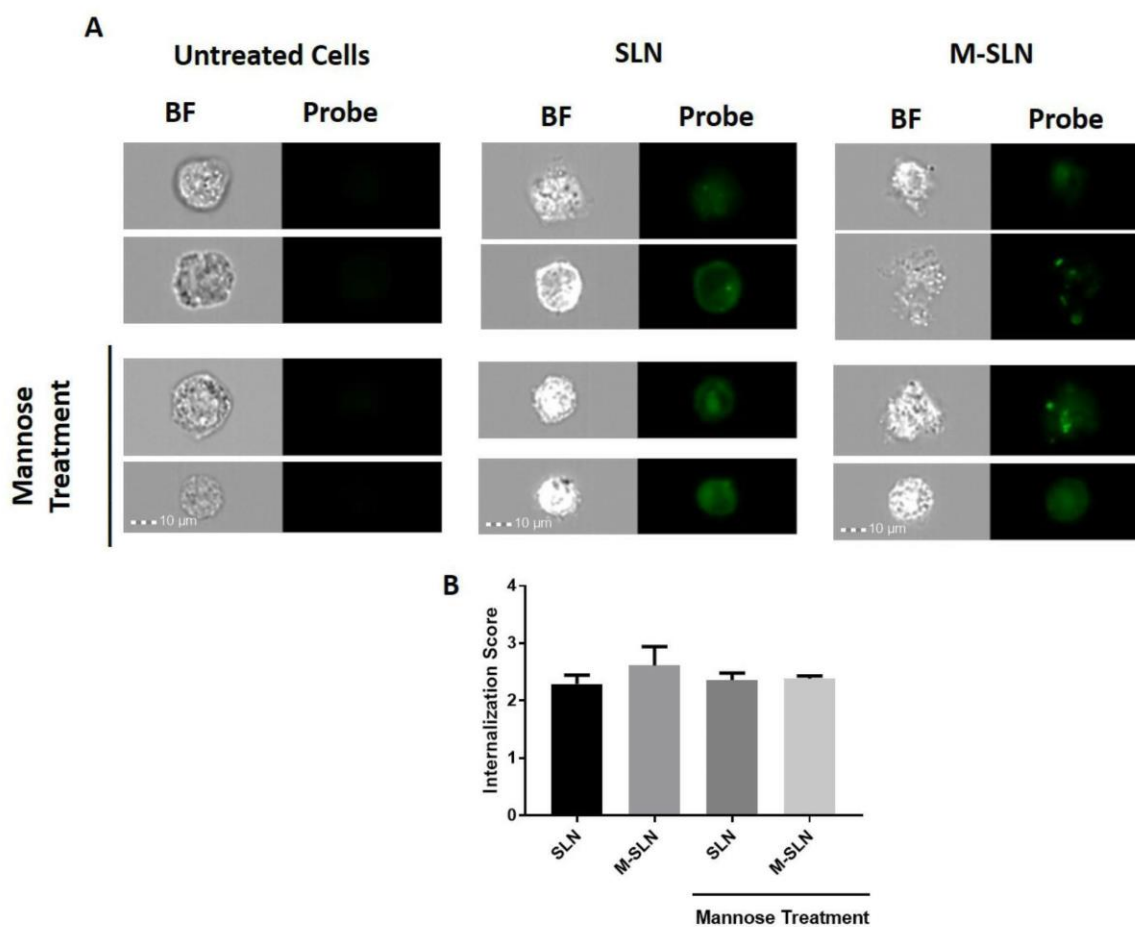 A
Untreated Cells
SLN
M-SLN
BF
Probe
BF
Probe
BF
Probe
Mannose
Treatment
10 µm
10 µm
10 µm
B
Internalization Score
4
3
2
1
0
SLN
M-SLN
SLN
M-SLN
Mannose Treatment